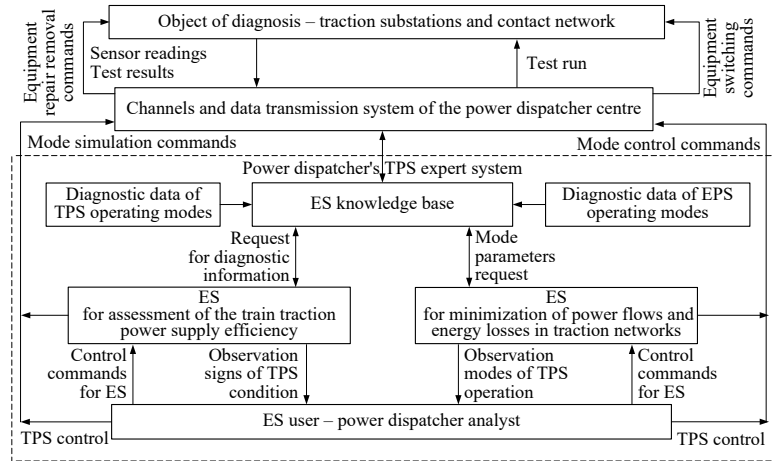 Object of diagnosis – traction substations and contact network
Equipment
repair removal
commands
Sensor readings
Test results
Test run
Equipment
switching
commands
Channels and data transmission system of the power dispatcher centre
Mode simulation commands
Mode control commands
Power dispatcher's TPS expert system
Diagnostic data of
TPS operating modes
ES knowledge base
Diagnostic data of EPS
operating modes
Request
for diagnostic
information
Mode
parameters
request
ES
for assessment of the train traction
power supply efficiency
ES
for minimization of power flows and
energy losses in traction networks
Control
commands
for ES
Observation
signs of TPS
condition
Observation
modes of TPS
operation
Control
commands
for ES
ES user – power dispatcher analyst
TPS control
TPS control